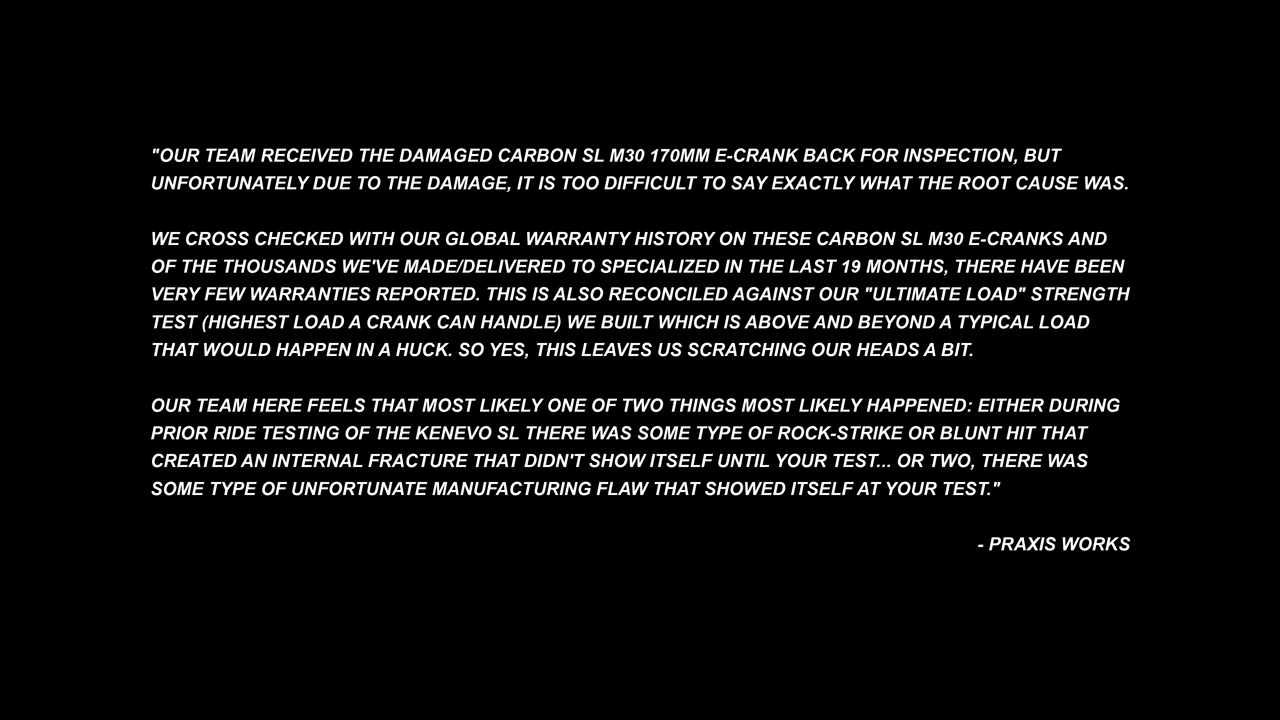 "OUR TEAM RECEIVED THE DAMAGED CARBON SL M30 170MM E-CRANK BACK FOR INSPECTION, BUT
UNFORTUNATELY DUE TO THE DAMAGE, IT IS TOO DIFFICULT TO SAY EXACTLY WHAT THE ROOT CAUSE WAS.
WE CROSS CHECKED WITH OUR GLOBAL WARRANTY HISTORY ON THESE CARBON SL M30 E-CRANKS AND
OF THE THOUSANDS WE'VE MADE/DELIVERED TO SPECIALIZED IN THE LAST 19 MONTHS, THERE HAVE BEEN
VERY FEW WARRANTIES REPORTED. THIS IS ALSO RECONCILED AGAINST OUR "ULTIMATE LOAD" STRENGTH
TEST (HIGHEST LOAD A CRANK CAN HANDLE) WE BUILT WHICH IS ABOVE AND BEYOND A TYPICAL LOAD
THAT WOULD HAPPEN IN A HUCK. SO YES, THIS LEAVES US SCRATCHING OUR HEADS A BIT.
OUR TEAM HERE FEELS THAT MOST LIKELY ONE OF TWO THINGS MOST LIKELY HAPPENED: EITHER DURING
PRIOR RIDE TESTING OF THE KENEVO SL THERE WAS SOME TYPE OF ROCK-STRIKE OR BLUNT HIT THAT
CREATED AN INTERNAL FRACTURE THAT DIDN'T SHOW ITSELF UNTIL YOUR TEST... OR TWO, THERE WAS
SOME TYPE OF UNFORTUNATE MANUFACTURING FLAW THAT SHOWED ITSELF AT YOUR TEST."
- PRAXIS WORKS